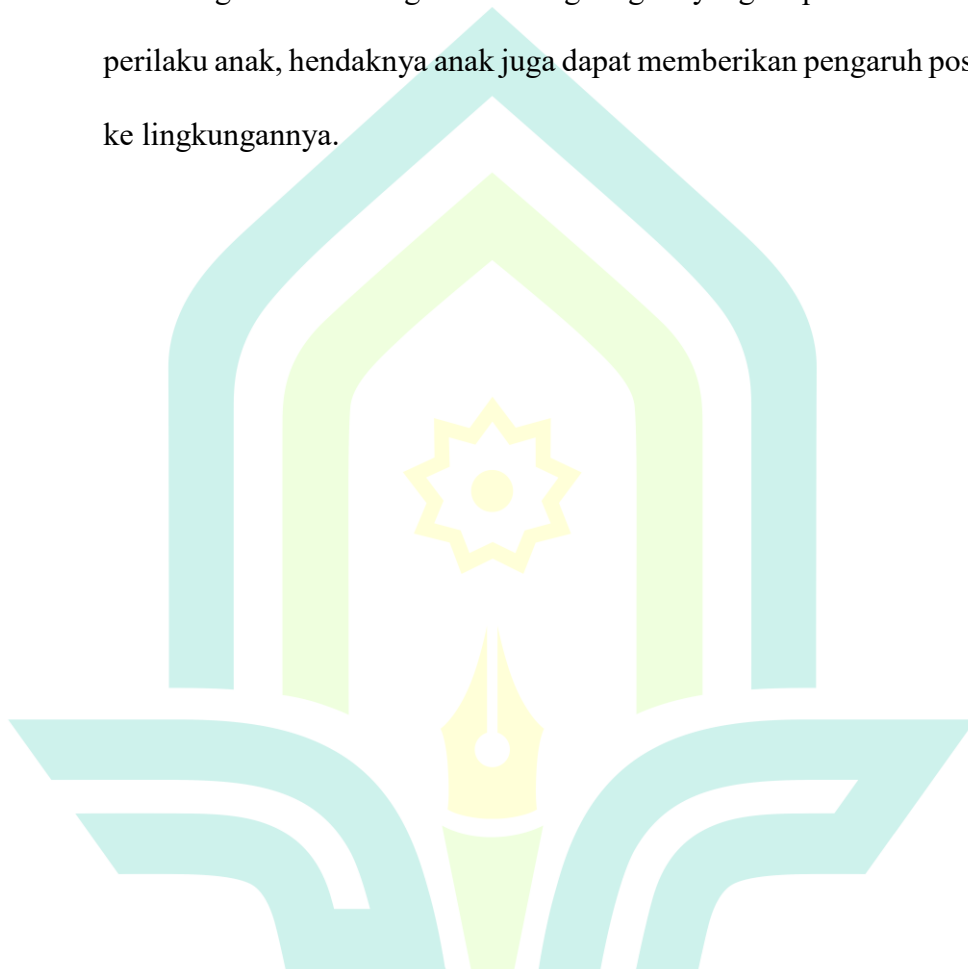 perilaku anak, hendaknya anak juga dapat memberikan pengaruh pos
ke lingkungannya.